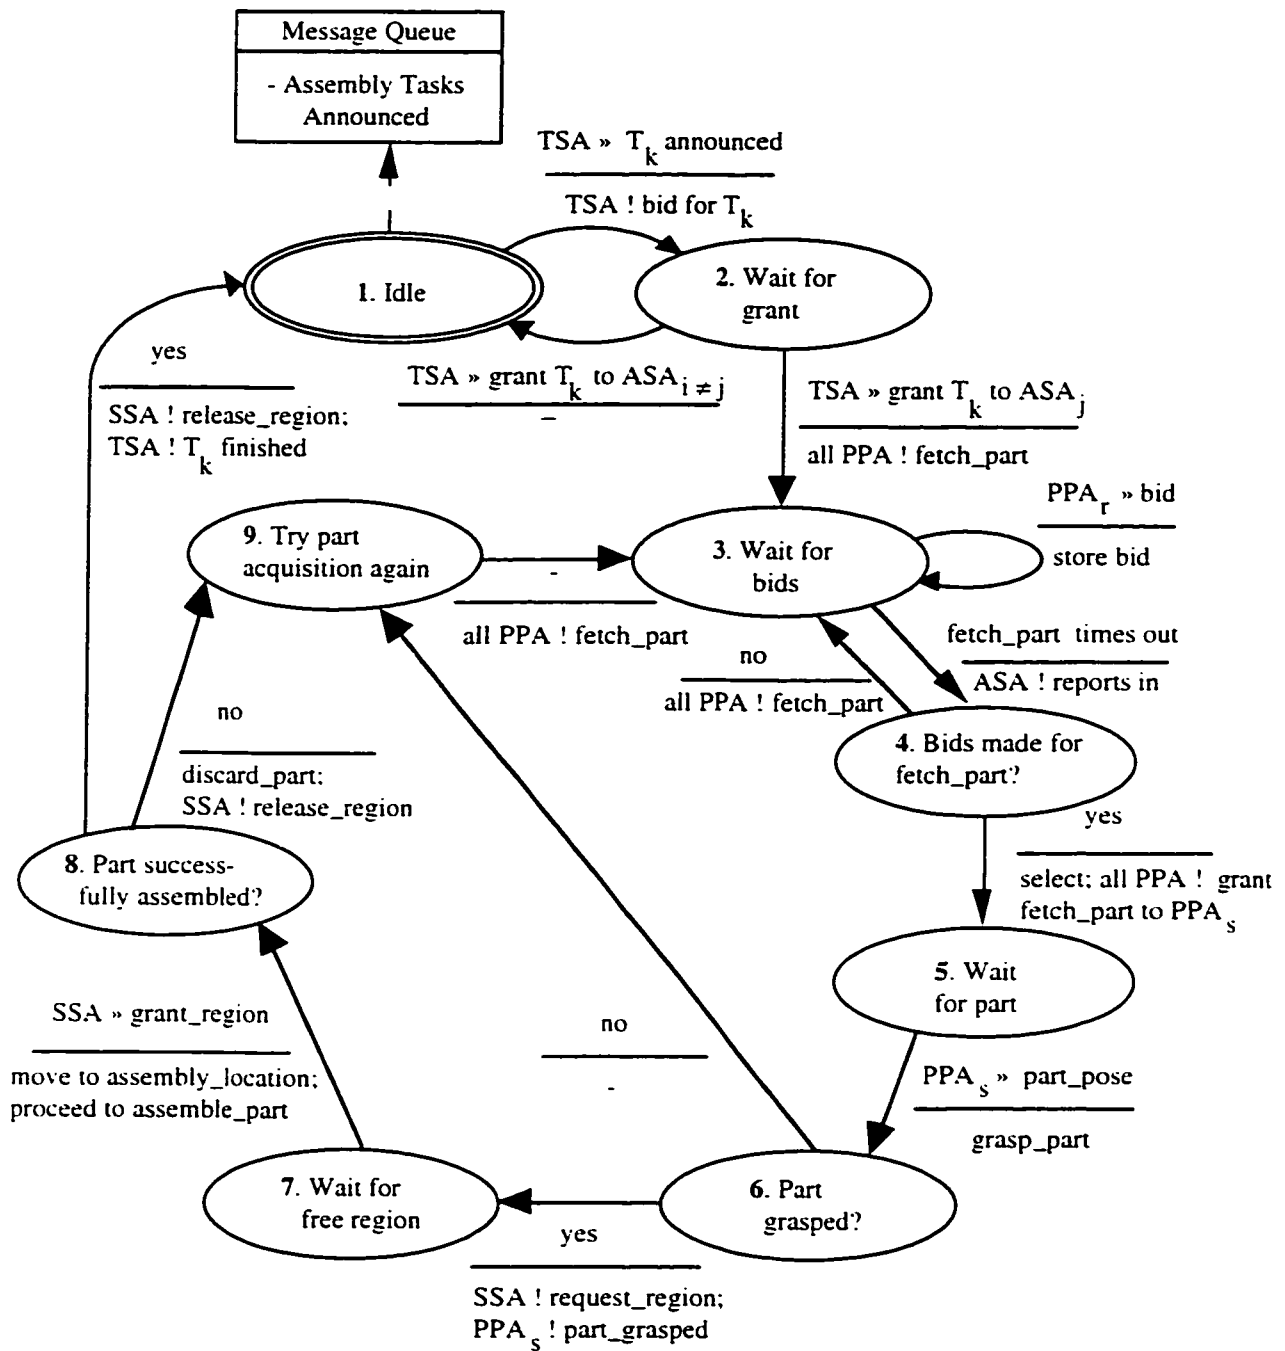 Message Queue
- Assembly Tasks
Announced
TSA » T_k announced
TSA ! bid for T_k
1. Idle
2. Wait for
grant
yes
SSA ! release_region;
TSA ! T_k finished
TSA » grant T_k to ASA_i ≠ j
–
TSA » grant T_k to ASA_j
all PPA ! fetch_part
PPA_r » bid
store bid
9. Try part
acquisition again
3. Wait for
bids
-
all PPA ! fetch_part
fetch_part times out
ASA ! reports in
no
all PPA ! fetch_part
no
discard_part;
SSA ! release_region
4. Bids made for
fetch_part?
yes
select; all PPA ! grant
fetch_part to PPA_s
8. Part success-
fully assembled?
5. Wait
for part
SSA » grant_region
move to assembly_location;
proceed to assemble_part
no
-
PPA_s » part_pose
grasp_part
7. Wait for
free region
6. Part
grasped?
yes
SSA ! request_region;
PPA_s ! part_grasped